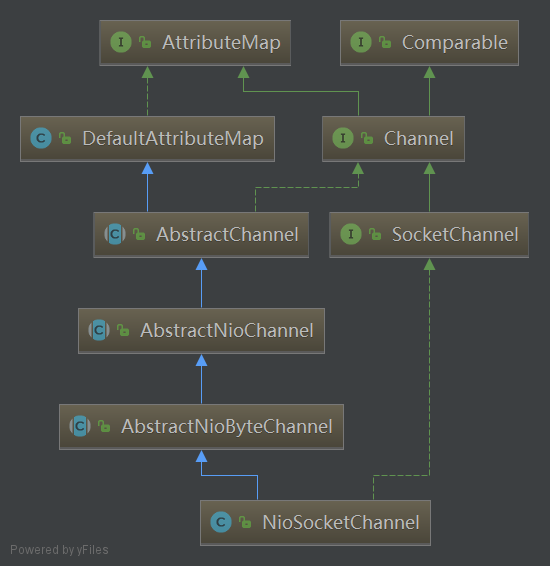 I AttributeMap
I Comparable
C DefaultAttributeMap
I Channel
C AbstractChannel
I SocketChannel
C AbstractNioChannel
C AbstractNioByteChannel
C NioSocketChannel
Powered by yFiles